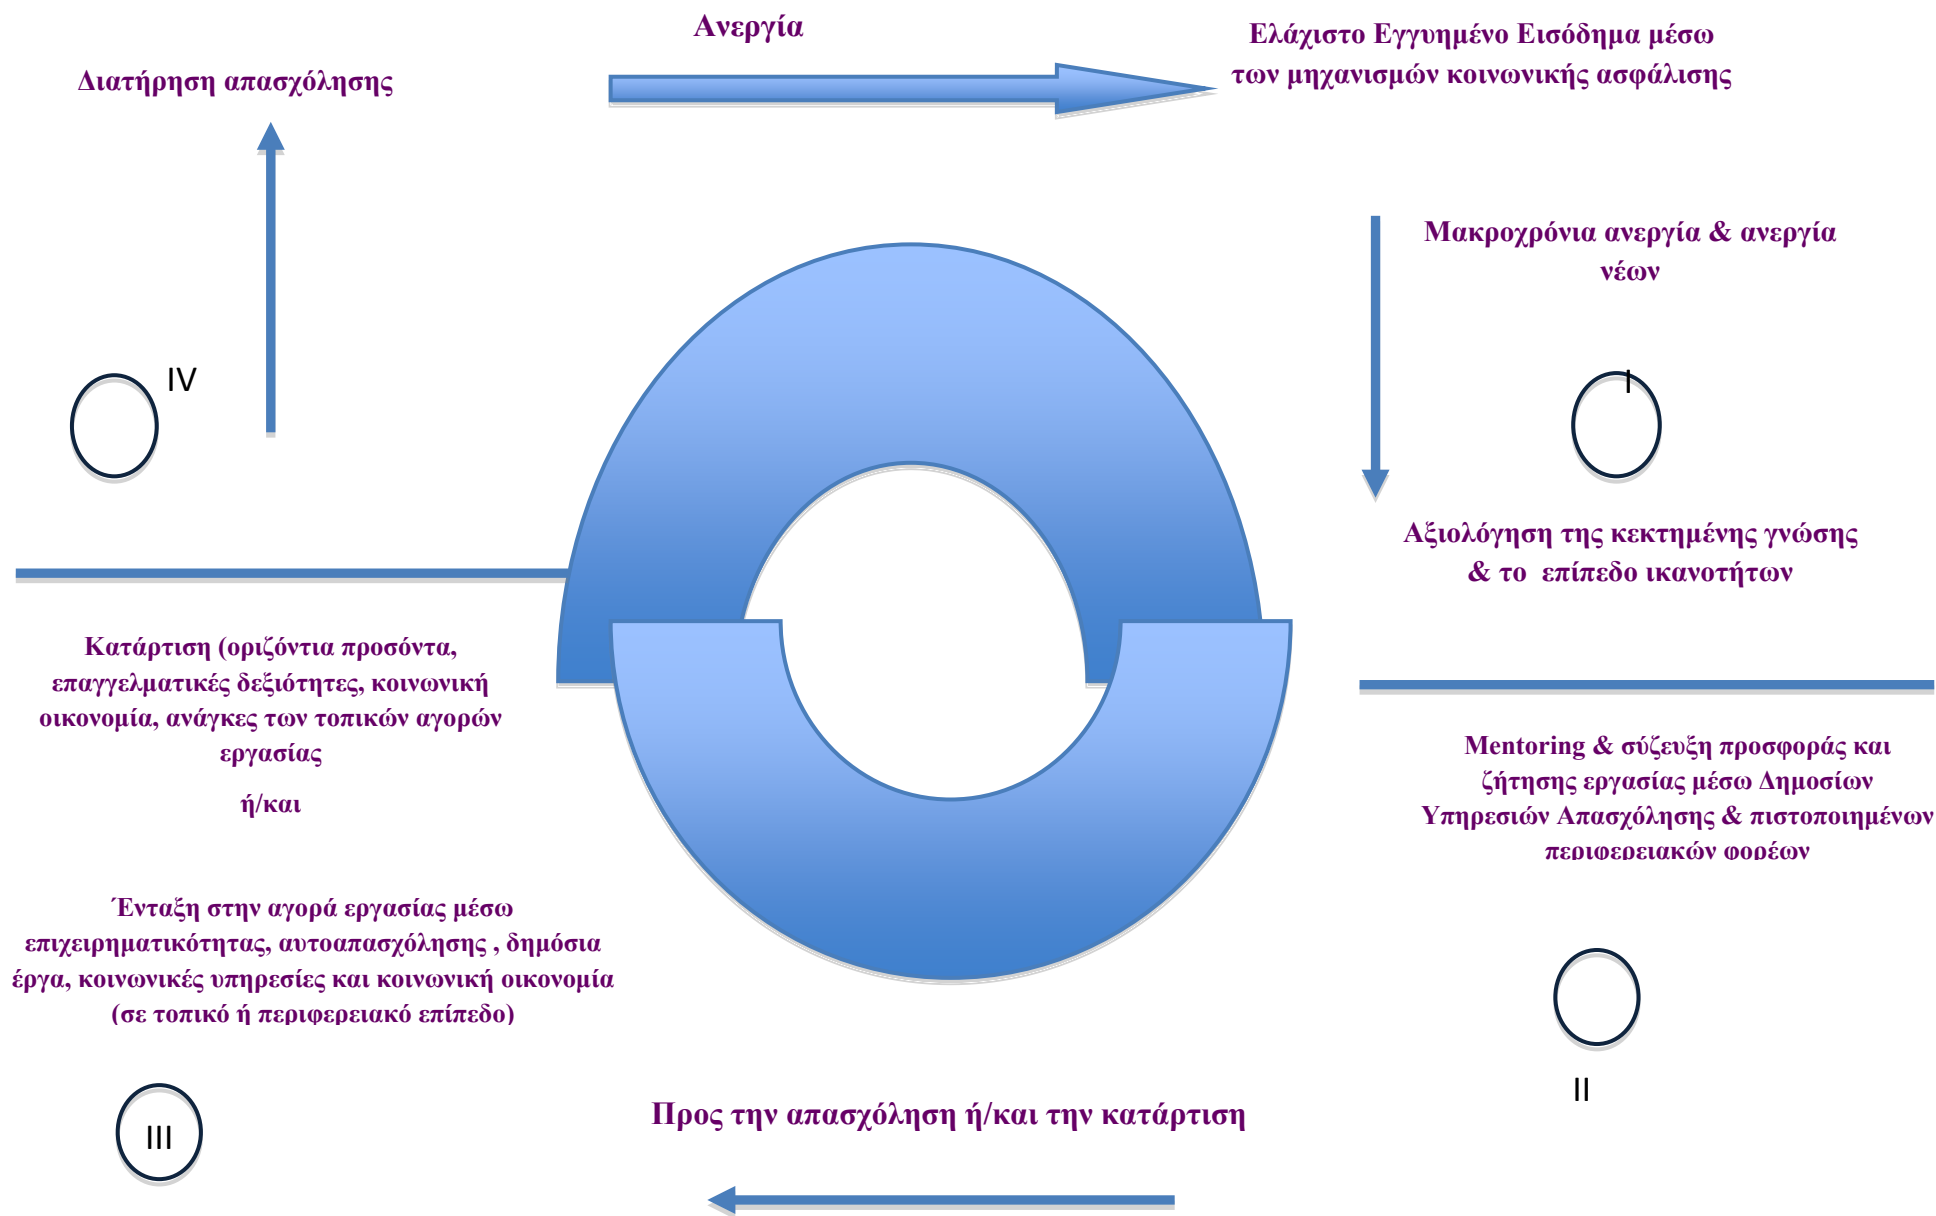 Ανεργία
Ελάχιστο Εγγυημένο Εισόδημα μέσω
των μηχανισμών κοινωνικής ασφάλισης
Διατήρηση απασχόλησης
Μακροχρόνια ανεργία & ανεργία
νέων
IV
I
Αξιολόγηση της κεκτημένης γνώσης
& το επίπεδο ικανοτήτων
Κατάρτιση (οριζόντια προσόντα,
επαγγελματικές δεξιότητες, κοινωνική
οικονομία, ανάγκες των τοπικών αγορών
εργασίας
ή/και
Mentoring & σύζευξη προσφοράς και
ζήτησης εργασίας μέσω Δημοσίων
Υπηρεσιών Απασχόλησης & πιστοποιημένων
περιφερειακών φορέων
Ένταξη στην αγορά εργασίας μέσω
επιχειρηματικότητας, αυτοαπασχόλησης , δημόσια
έργα, κοινωνικές υπηρεσίες και κοινωνική οικονομία
(σε τοπικό ή περιφερειακό επίπεδο)
II
III
Προς την απασχόληση ή/και την κατάρτιση